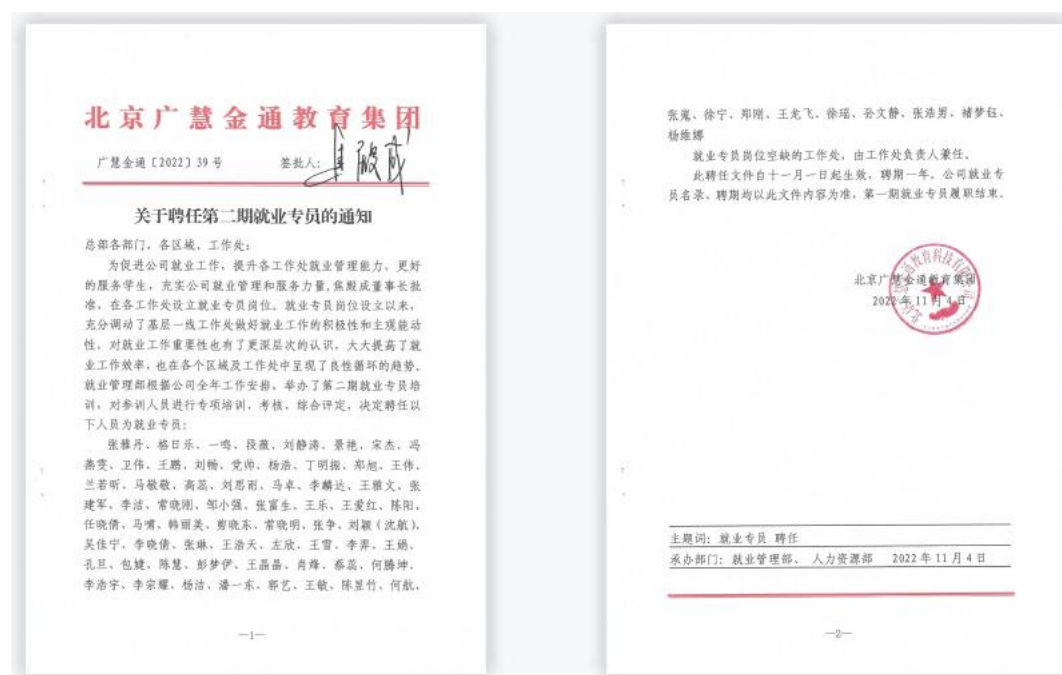 北京广慧金通教育集团
广慧金通〔2022〕39号 签批人：
关于聘任第二期就业专员的通知
总部各部门，各区域、工作处：
为促进公司就业工作，提升各工作处就业管理能力，更好
的服务学生，充实公司就业管理和服务力量，焦殿成董事长批
准，在各工作处设立就业专员岗位。就业专员岗位设立以来，
充分调动了基层一线工作处做好就业工作的积极性和主观能动
性，对就业工作重要性也有了更深层次的认识，大大提高了就
业工作效率，也在各个区域及工作处中呈现了良性循环的趋势。
就业管理部根据公司全年工作安排，举办了第二期就业专员培
训，对参训人员进行专项培训、考核、综合评定，决定聘任以
下人员为就业专员：
张雅丹、格日乐、一鸣、段薇、刘静涛、景艳、宋杰、冯
燕雯、卫伟、王鹏、刘畅、党帅、杨浩、丁明振、郑旭、王伟、
兰若昕、马敬敬、高蕊、刘思雨、马卓、李麟达、王雅文、张
建军、李洁、常晓刚、邹小强、张富生、王乐、王爱红、陈阳、
任晓倩、马骉、韩丽美、剪晓东、常晓明、张争、刘颖（沈航）、
吴佳宁、李晓倩、张琳、王浩天、左欣、王雪、李霁、王娟、
孔旦、包婕、陈慧、彭梦伊、王晶晶、肖烽、蔡蕊、何腾坤、
李浩宇、李宗耀、杨洁、潘一东、郭艺、王敏、陈昱竹、何航、
—1—
张嵬、徐宁、郑刚、王龙飞、徐瑶、孙文静、张浩男、褚梦钰、
杨维娜
就业专员岗位空缺的工作处，由工作处负责人兼任。
此聘任文件自十一月一日起生效，聘期一年。公司就业专
员名录、聘期均以此文件内容为准，第一期就业专员履职结束。
北京广慧金通教育集团
2022年11月4日
主题词：就业专员 聘任
承办部门：就业管理部、人力资源部 2022年11月4日
—2—